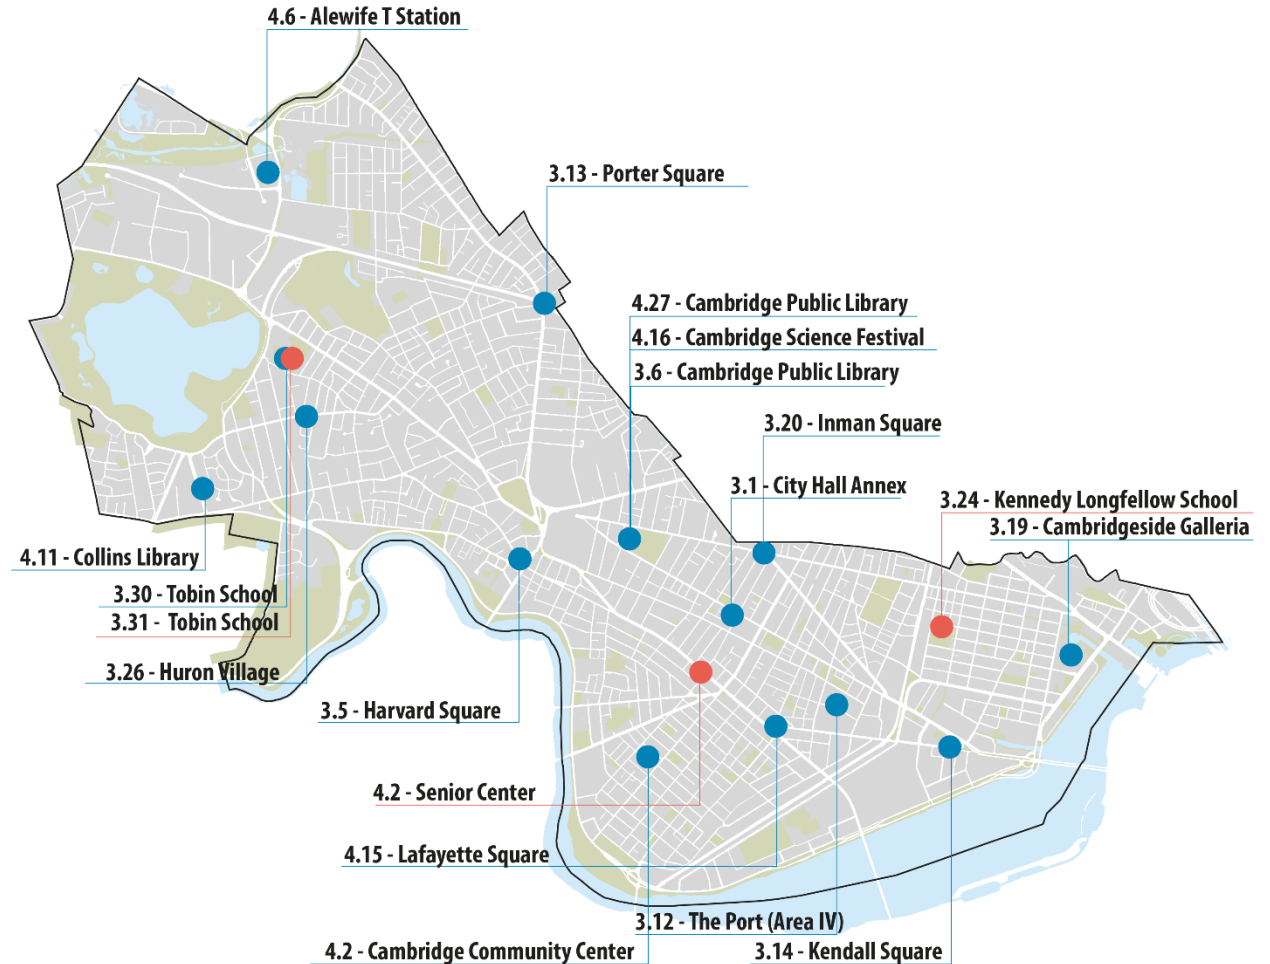 4.6 - Alewife T Station
3.13 - Porter Square
4.27 - Cambridge Public Library
4.16 - Cambridge Science Festival
3.6 - Cambridge Public Library
3.20 - Inman Square
3.1 - City Hall Annex
3.24 - Kennedy Longfellow School
3.19 - Cambridgeside Galleria
4.11 - Collins Library
3.30 - Tobin School
3.31 - Tobin School
3.26 - Huron Village
3.5 - Harvard Square
4.2 - Senior Center
4.15 - Lafayette Square
3.12 - The Port (Area IV)
4.2 - Cambridge Community Center
3.14 - Kendall Square